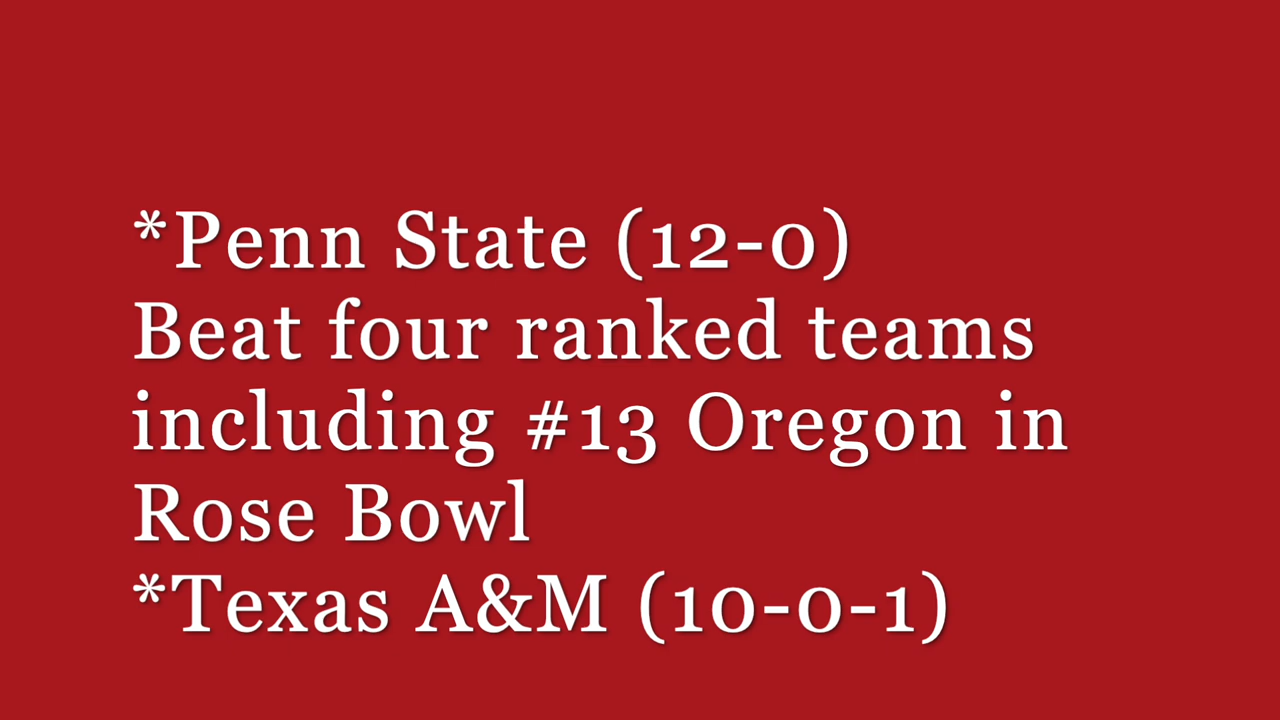 *Penn State (12-0)
Beat four ranked teams
including #13 Oregon in
Rose Bowl
*Texas A&M (10-0-1)